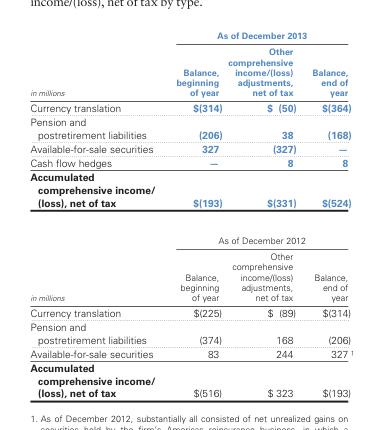 income/(loss), net of tax by type.
As of December 2013
in millions
Balance, beginning of year
Other comprehensive income/(loss) adjustments, net of tax
Balance, end of year
Currency translation $(314) $ (50) $(364)
Pension and
postretirement liabilities (206) 38 (168)
Available-for-sale securities 327 (327) —
Cash flow hedges — 8 8
Accumulated
comprehensive income/
(loss), net of tax $(193) $(331) $(524)
As of December 2012
in millions
Balance, beginning of year
Other comprehensive income/(loss) adjustments, net of tax
Balance, end of year
Currency translation $(225) $ (89) $(314)
Pension and
postretirement liabilities (374) 168 (206)
Available-for-sale securities 83 244 327 1
Accumulated
comprehensive income/
(loss), net of tax $(516) $ 323 $(193)
1. As of December 2012, substantially all consisted of net unrealized gains on